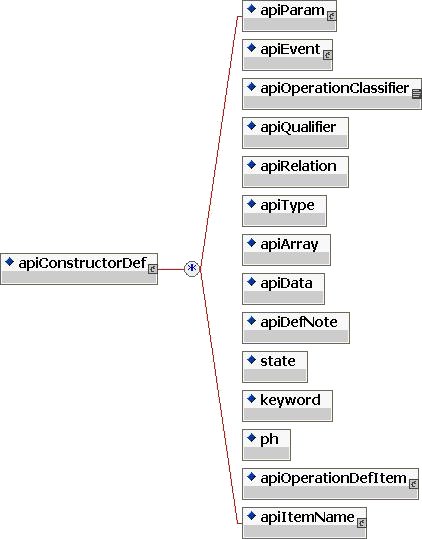 apiParam
apiEvent
apiOperationClassifier
apiQualifier
apiRelation
apiType
apiArray
apiConstructorDef
*
apiData
apiDefNote
state
keyword
ph
apiOperationDefItem
apiItemName